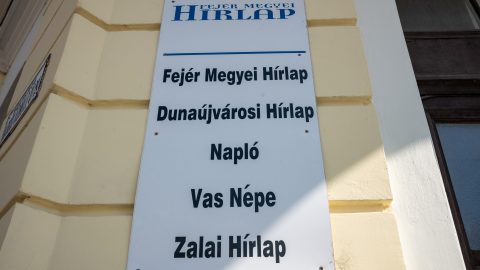 FEJÉR MEGYEI
HÍRLAP
Fejér Megyei Hírlap
Dunaújvárosi Hírlap
Napló
Vas Népe
Zalai Hírlap